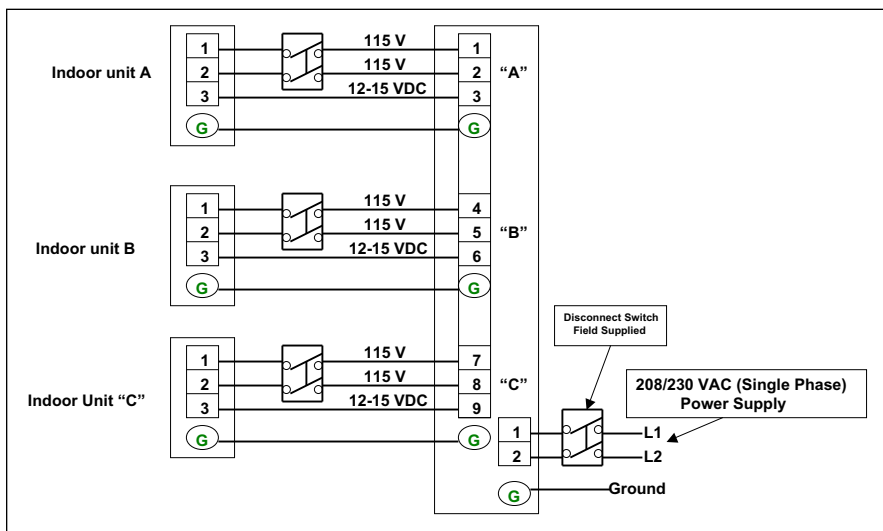 115 V
1 1
115 V
Indoor unit A 2 2 “A”
12-15 VDC
3 3
G G
115 V
1 4
115 V
2 5 “B”
Indoor unit B
12-15 VDC
3 6
G G
Disconnect Switch
Field Supplied
115 V
1 7
115 V
2 8 “C”
208/230 VAC (Single Phase)
Power Supply
12-15 VDC
Indoor Unit “C” 3 9
1 L1
G G
2 L2
G Ground